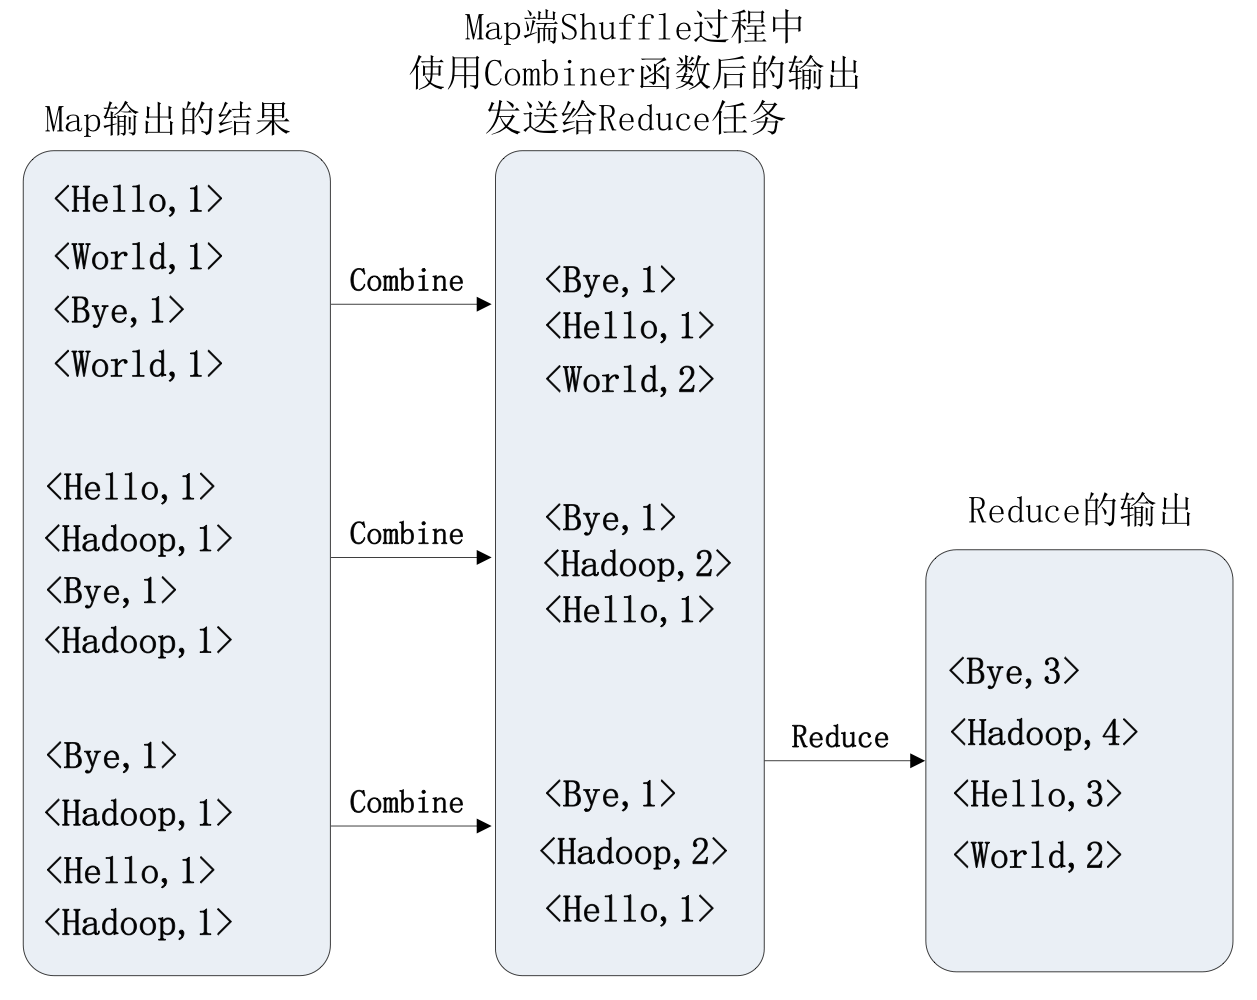 Map端Shuffle过程中
使用Combiner函数后的输出
发送给Reduce任务
Map输出的结果
<Hello,1>
<World,1>
<Bye,1>
<World,1>
<Hello,1>
<Hadoop,1>
<Bye,1>
<Hadoop,1>
<Bye,1>
<Hadoop,1>
<Hello,1>
<Hadoop,1>
Combine
Combine
Combine
<Bye,1>
<Hello,1>
<World,2>
<Bye,1>
<Hadoop,2>
<Hello,1>
<Bye,1>
<Hadoop,2>
<Hello,1>
Reduce
Reduce的输出
<Bye,3>
<Hadoop,4>
<Hello,3>
<World,2>